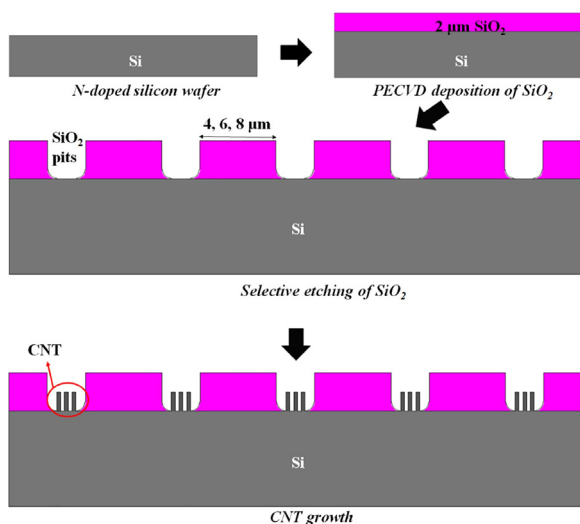 2 μm SiO₂
Si
Si
N-doped silicon wafer
PECVD deposition of SiO₂
SiO₂
pits
4, 6, 8 μm
Si
Selective etching of SiO₂
CNT
Si
CNT growth